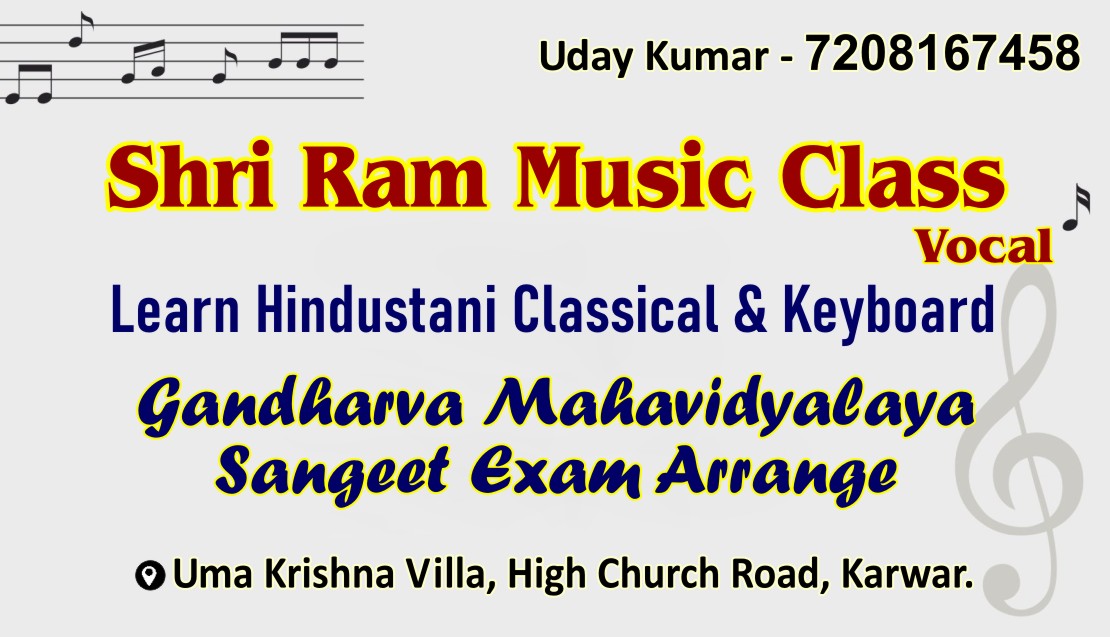 Uday Kumar - 7208167458
Shri Ram Music Class
Vocal
Learn Hindustani Classical & Keyboard
Gandharva Mahavidyalaya
Sangeet Exam Arrange
Uma Krishna Villa, High Church Road, Karwar.